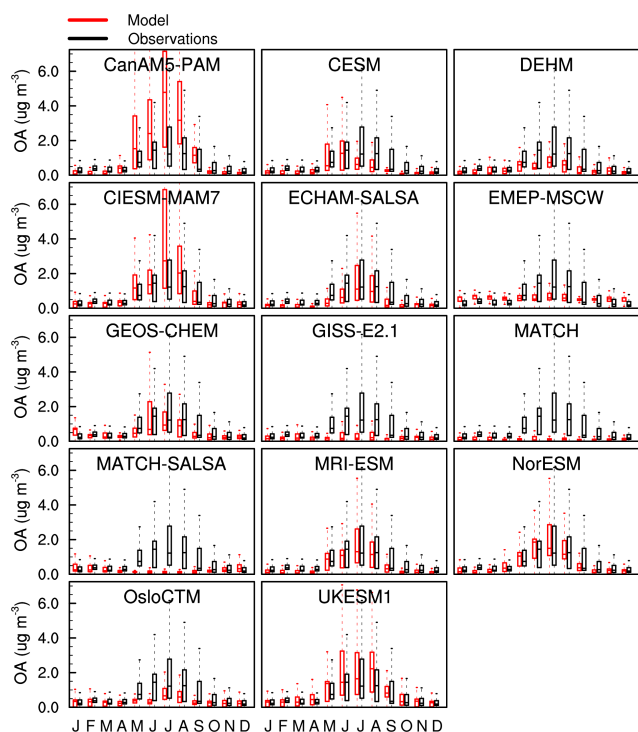 Model
Observations
CanAM5-PAM CESM DEHM
OA (ug m-3) 6.0 4.0 2.0 0.0
CIESM-MAM7 ECHAM-SALSA EMEP-MSCW
OA (ug m-3) 6.0 4.0 2.0 0.0
GEOS-CHEM GISS-E2.1 MATCH
OA (ug m-3) 6.0 4.0 2.0 0.0
MATCH-SALSA MRI-ESM NorESM
OA (ug m-3) 6.0 4.0 2.0 0.0
OsloCTM UKESM1
OA (ug m-3) 6.0 4.0 2.0 0.0
J F M A M J J A S O N D J F M A M J J A S O N D